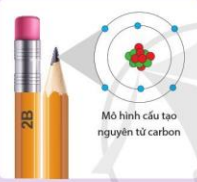 2B
Mô hình cấu tạo
nguyên tử carbon